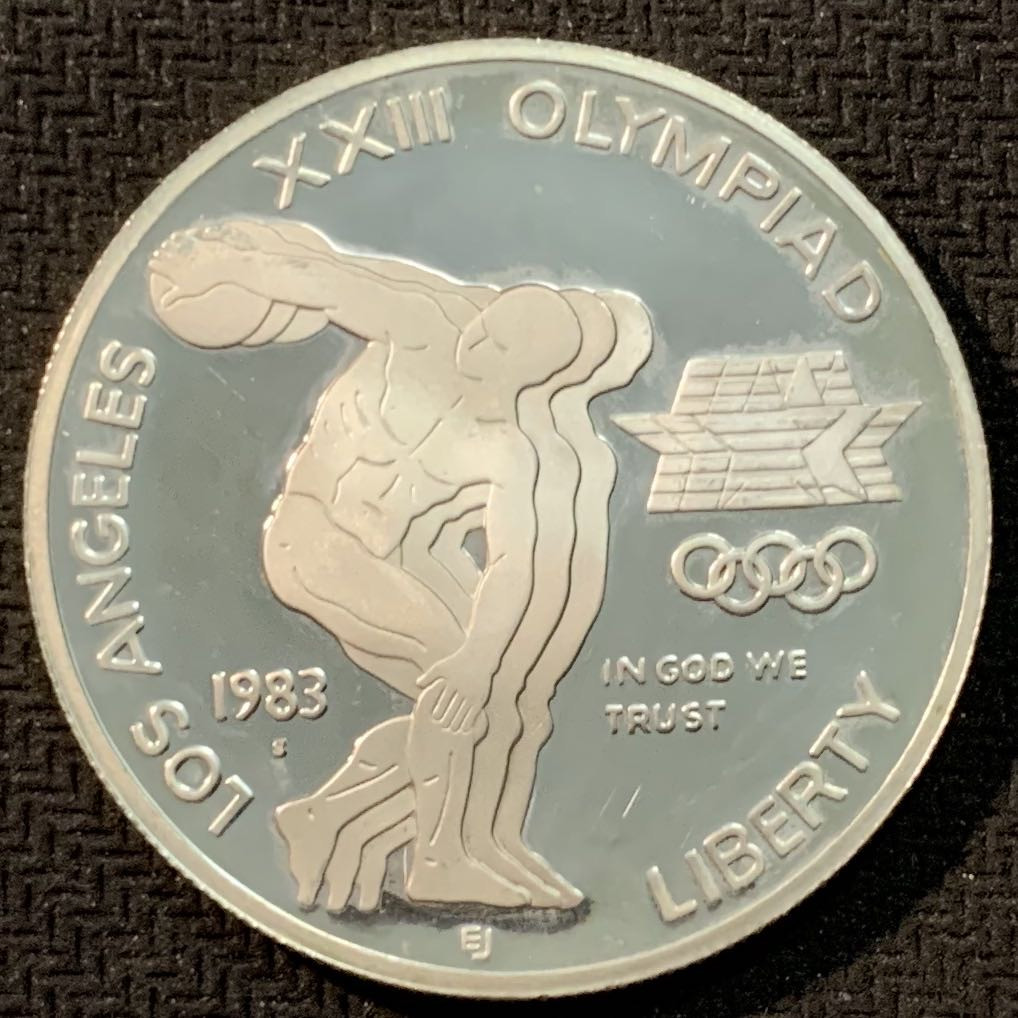 XXIII OLYMPIAD
LOS ANGELES
1983
S
IN GOD WE
TRUST
LIBERTY
EJ